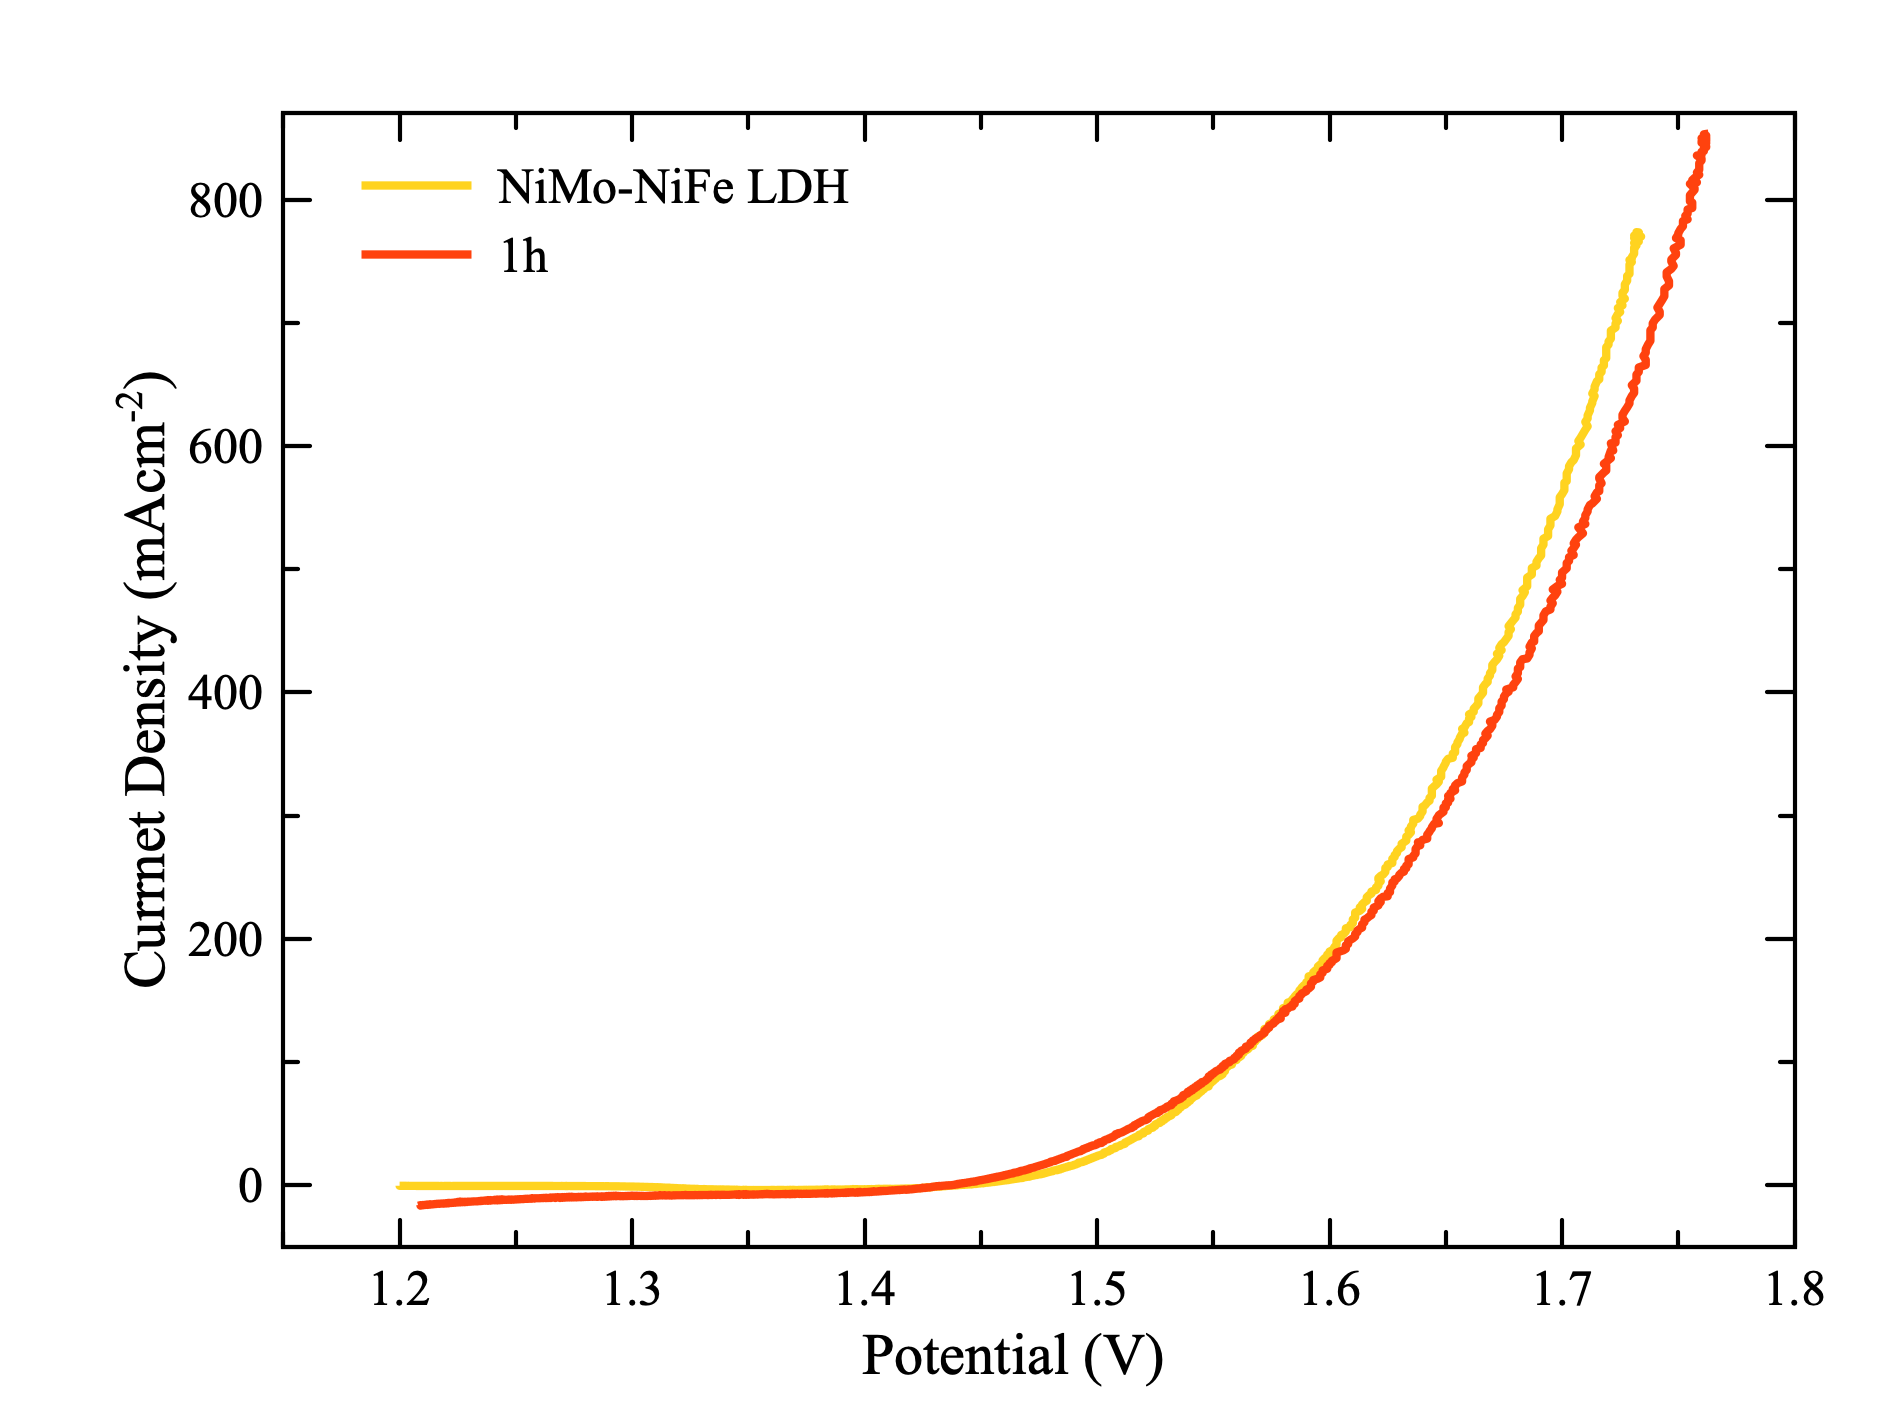 NiMo-NiFe LDH
1h
800
600
400
200
0
Currnet Density (mAcm-2)
1.2 1.3 1.4 1.5 1.6 1.7 1.8
Potential (V)